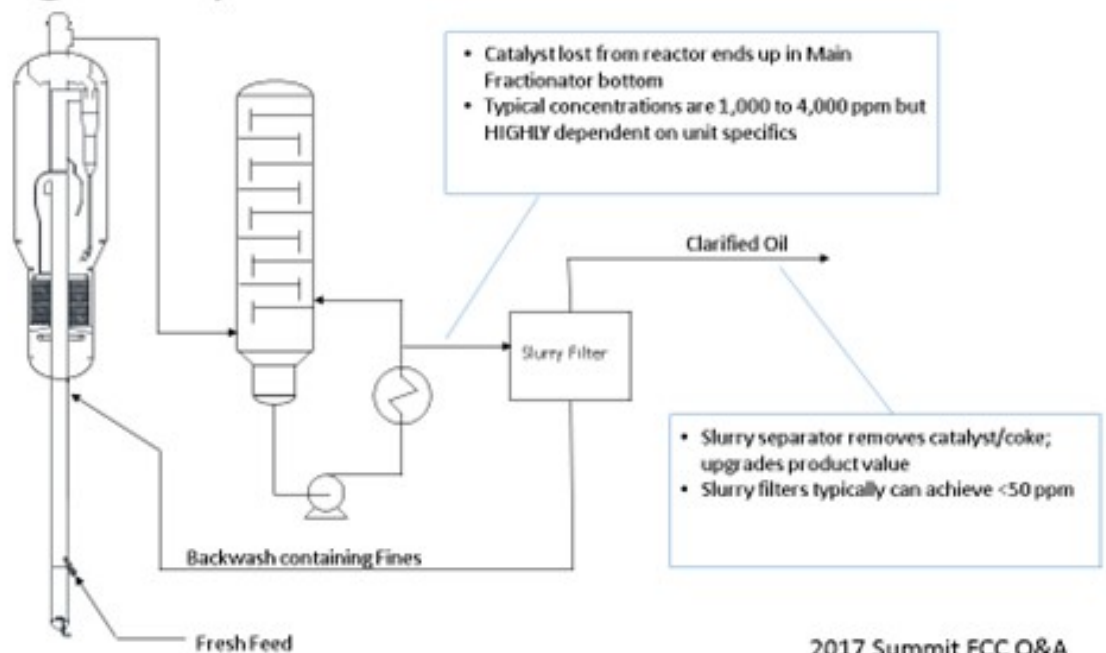 • Catalyst lost from reactor ends up in Main
Fractionator bottom
• Typical concentrations are 1,000 to 4,000 ppm but
HIGHLY dependent on unit specifics
Clarified Oil
Slurry Filter
• Slurry separator removes catalyst/coke;
upgrades product value
• Slurry filters typically can achieve <50 ppm
Backwash containing Fines
Fresh Feed
2017 Summit FCC Q&A